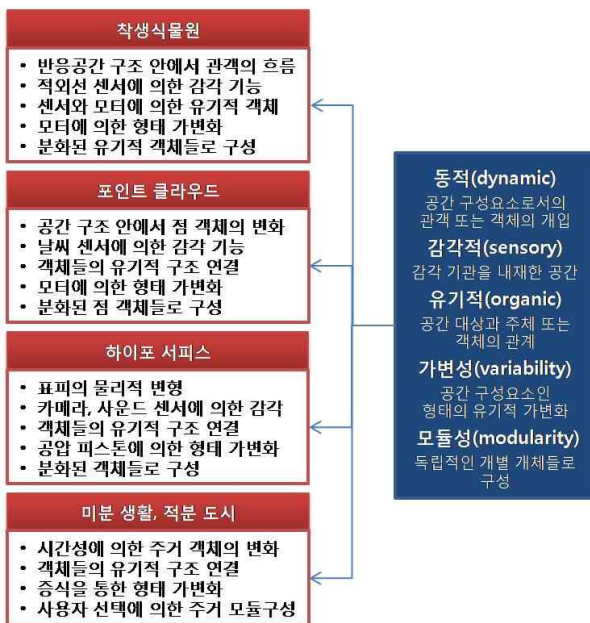 착생식물원
• 반응공간 구조 안에서 관객의 흐름
• 적외선 센서에 의한 감각 기능
• 센서와 모터에 의한 유기적 객체
• 모터에 의한 형태 가변화
• 분화된 유기적 객체들로 구성
포인트 클라우드
• 공간 구조 안에서 점 객체의 변화
• 날씨 센서에 의한 감각 기능
• 객체들의 유기적 구조 연결
• 모터에 의한 형태 가변화
• 분화된 점 객체들로 구성
하이포 서피스
• 표피의 물리적 변형
• 카메라, 사운드 센서에 의한 감각
• 객체들의 유기적 구조 연결
• 공압 피스톤에 의한 형태 가변화
• 분화된 객체들로 구성
미분 생활, 적분 도시
• 시간성에 의한 주거 객체의 변화
• 객체들의 유기적 구조 연결
• 증식을 통한 형태 가변화
• 사용자 선택에 의한 주거 모듈구성
동적(dynamic)
공간 구성요소로서의
관객 또는 객체의 개입
감각적(sensory)
감각 기관을 내재한 공간
유기적(organic)
공간 대상과 주체 또는
객체의 관계
가변성(variability)
공간 구성요소인
형태의 유기적 가변화
모듈성(modularity)
독립적인 개별 개체들로
구성